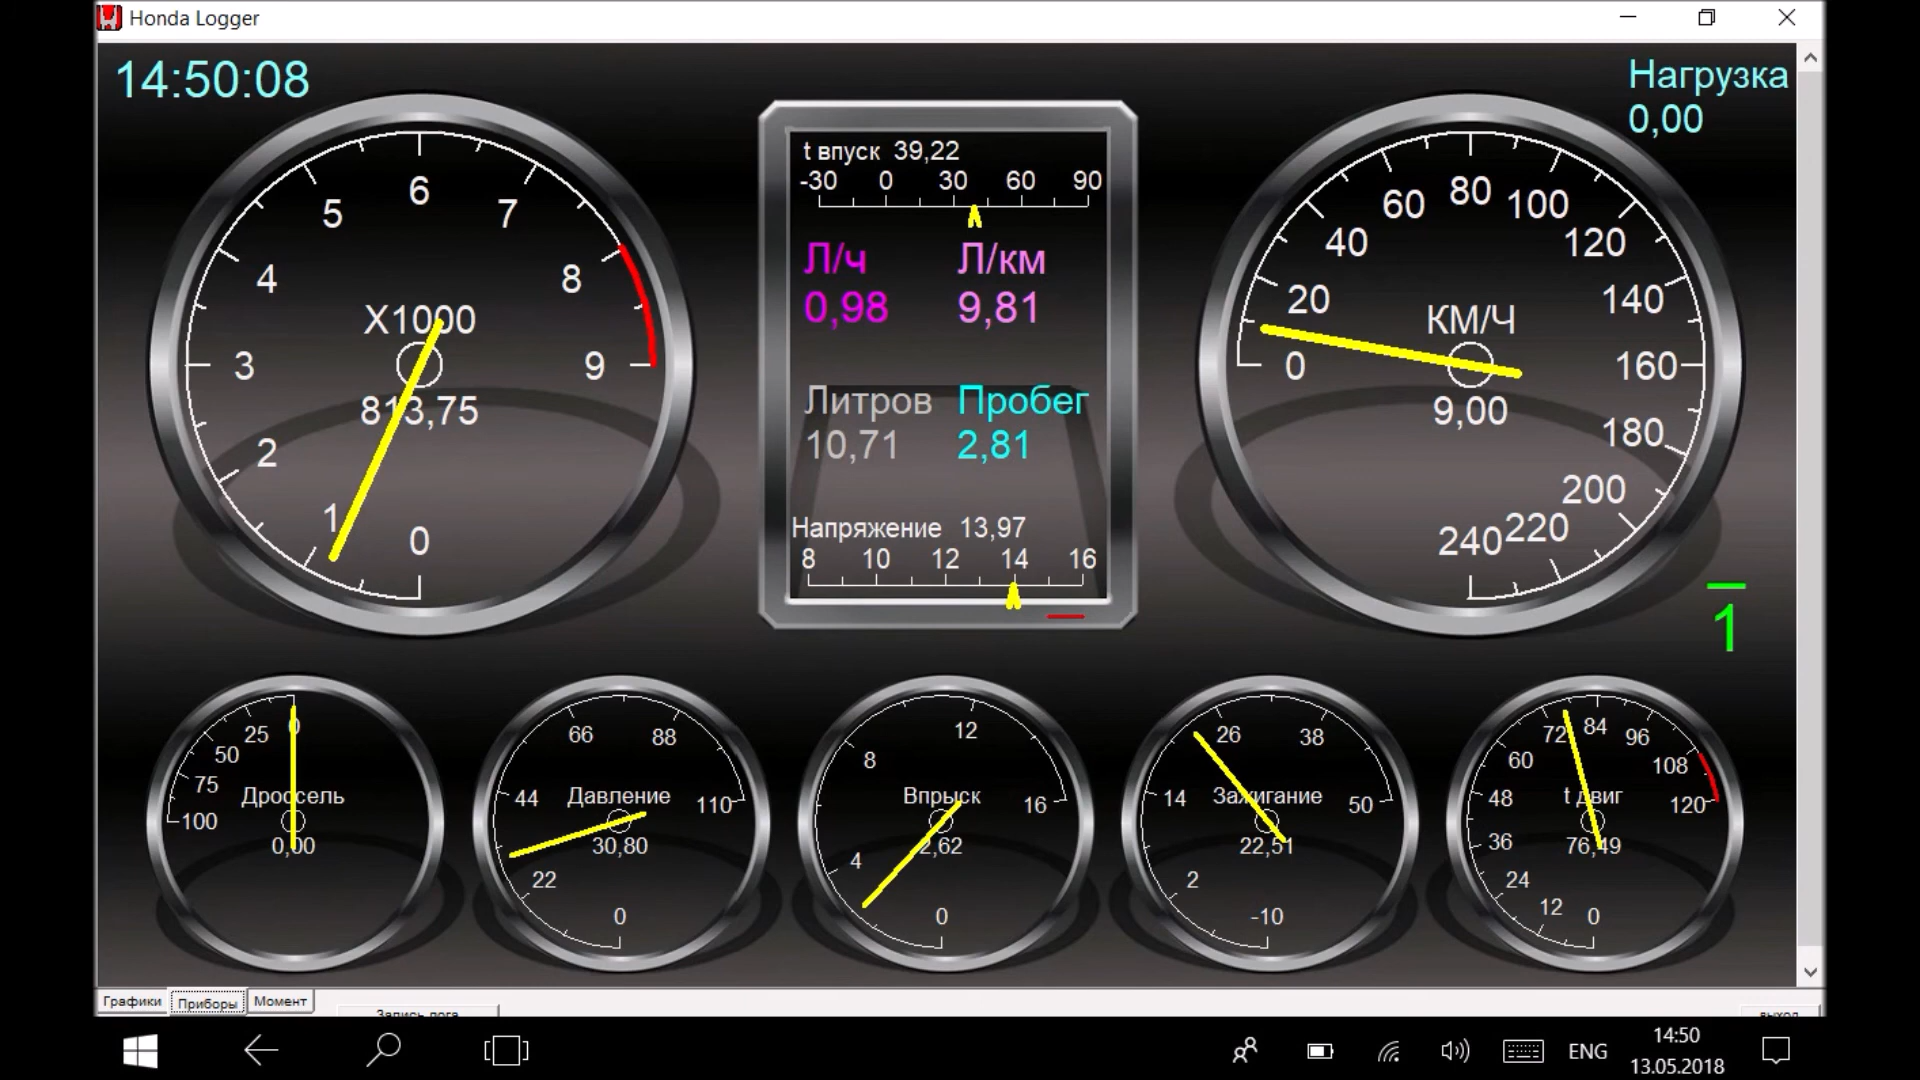 Honda Logger
14:50:08
Нагрузка
0,00
0 1 2 3 4 5 6 7 8 9
X1000
813,75
t впуск 39,22
-30 0 30 60 90
Л/ч Л/км
0,98 9,81
Литров Пробег
10,71 2,81
Напряжение 13,97
8 10 12 14 16
0 20 40 60 80 100 120 140 160 180 200 220 240
КМ/Ч
9,00
1
0 25 50 75 100
Дроссель
0,00
0 22 44 66 88 110
Давление
30,80
0 4 8 12 16
Впрыск
2,62
-10 2 14 26 38 50
Зажигание
22,51
0 12 24 36 48 60 72 84 96 108 120
t двиг
76,49
Графики Приборы Момент
Запись лога
выход
ENG
14:50
13.05.2018